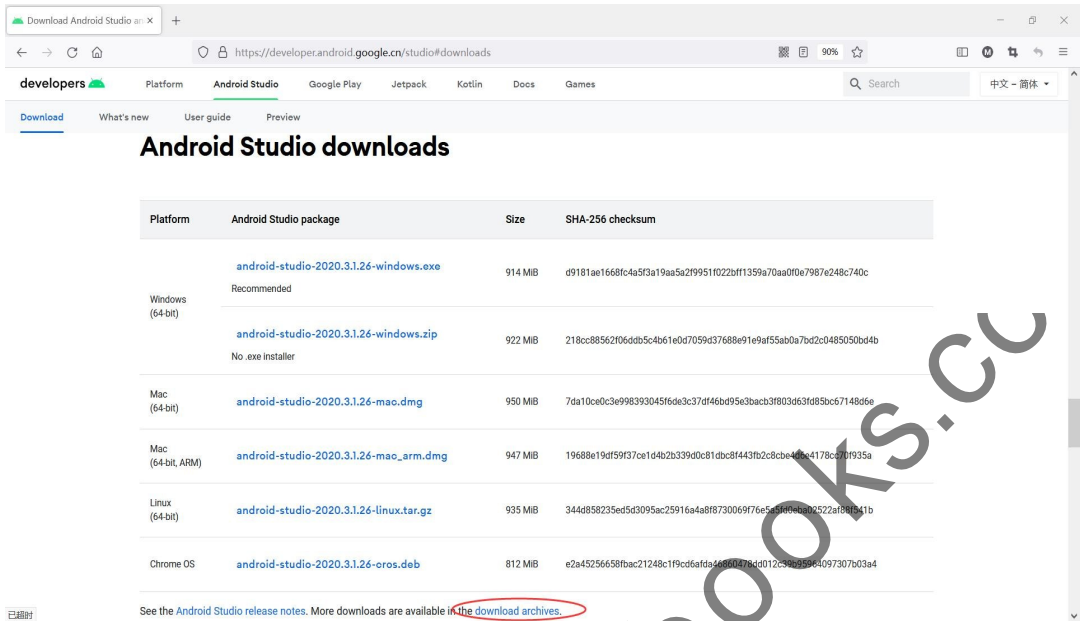 Download Android Studio an
https://developer.android.google.cn/studio#downloads
90%
developers
Platform Android Studio Google Play Jetpack Kotlin Docs Games
Search
中文 – 简体
Download What's new User guide Preview
Android Studio downloads
Platform Android Studio package Size SHA-256 checksum
Windows
(64-bit)
android-studio-2020.3.1.26-windows.exe
Recommended
914 MiB
d9181ae1668fc4a5f3a19aa5a2f9951f022bff1359a70aa0f0e7987e248c740c
android-studio-2020.3.1.26-windows.zip
No .exe installer
922 MiB
218cc88562f06ddb5c4b61e0d7059d37688e91e9af55ab0a7bd2c0485050bd4b
Mac
(64-bit)
android-studio-2020.3.1.26-mac.dmg
950 MiB
7da10ce0c3e998393045f6de3c37df46bd95e3bacb3f803d63fd85bc67148d6e
Mac
(64-bit, ARM)
android-studio-2020.3.1.26-mac_arm.dmg
947 MiB
Linux
(64-bit)
android-studio-2020.3.1.26-linux.tar.gz
935 MiB
Chrome OS
android-studio-2020.3.1.26-cros.deb
812 MiB
See the Android Studio release notes. More downloads are available in the download archives.
已超时
ooks.co